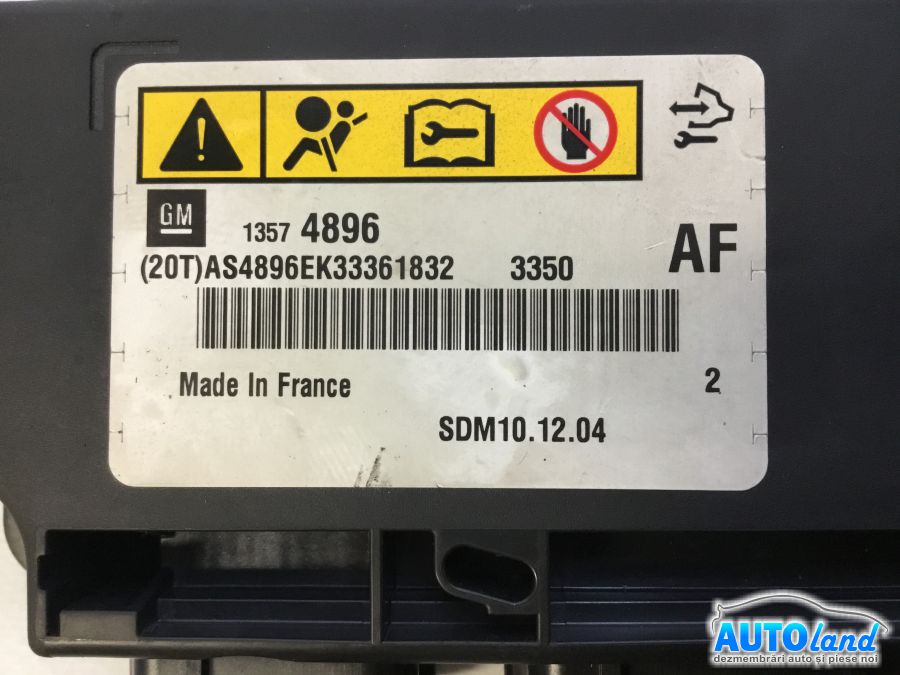 GM
1357 4896
AF
(20T)AS4896EK33361832 3350
Made In France
2
SDM10.12.04
AUTOland
dezmembrări auto și piese noi